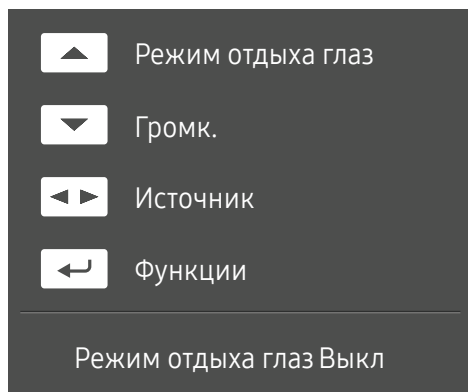 Режим отдыха глаз
Громк.
Источник
Функции
Режим отдыха глаз Выкл